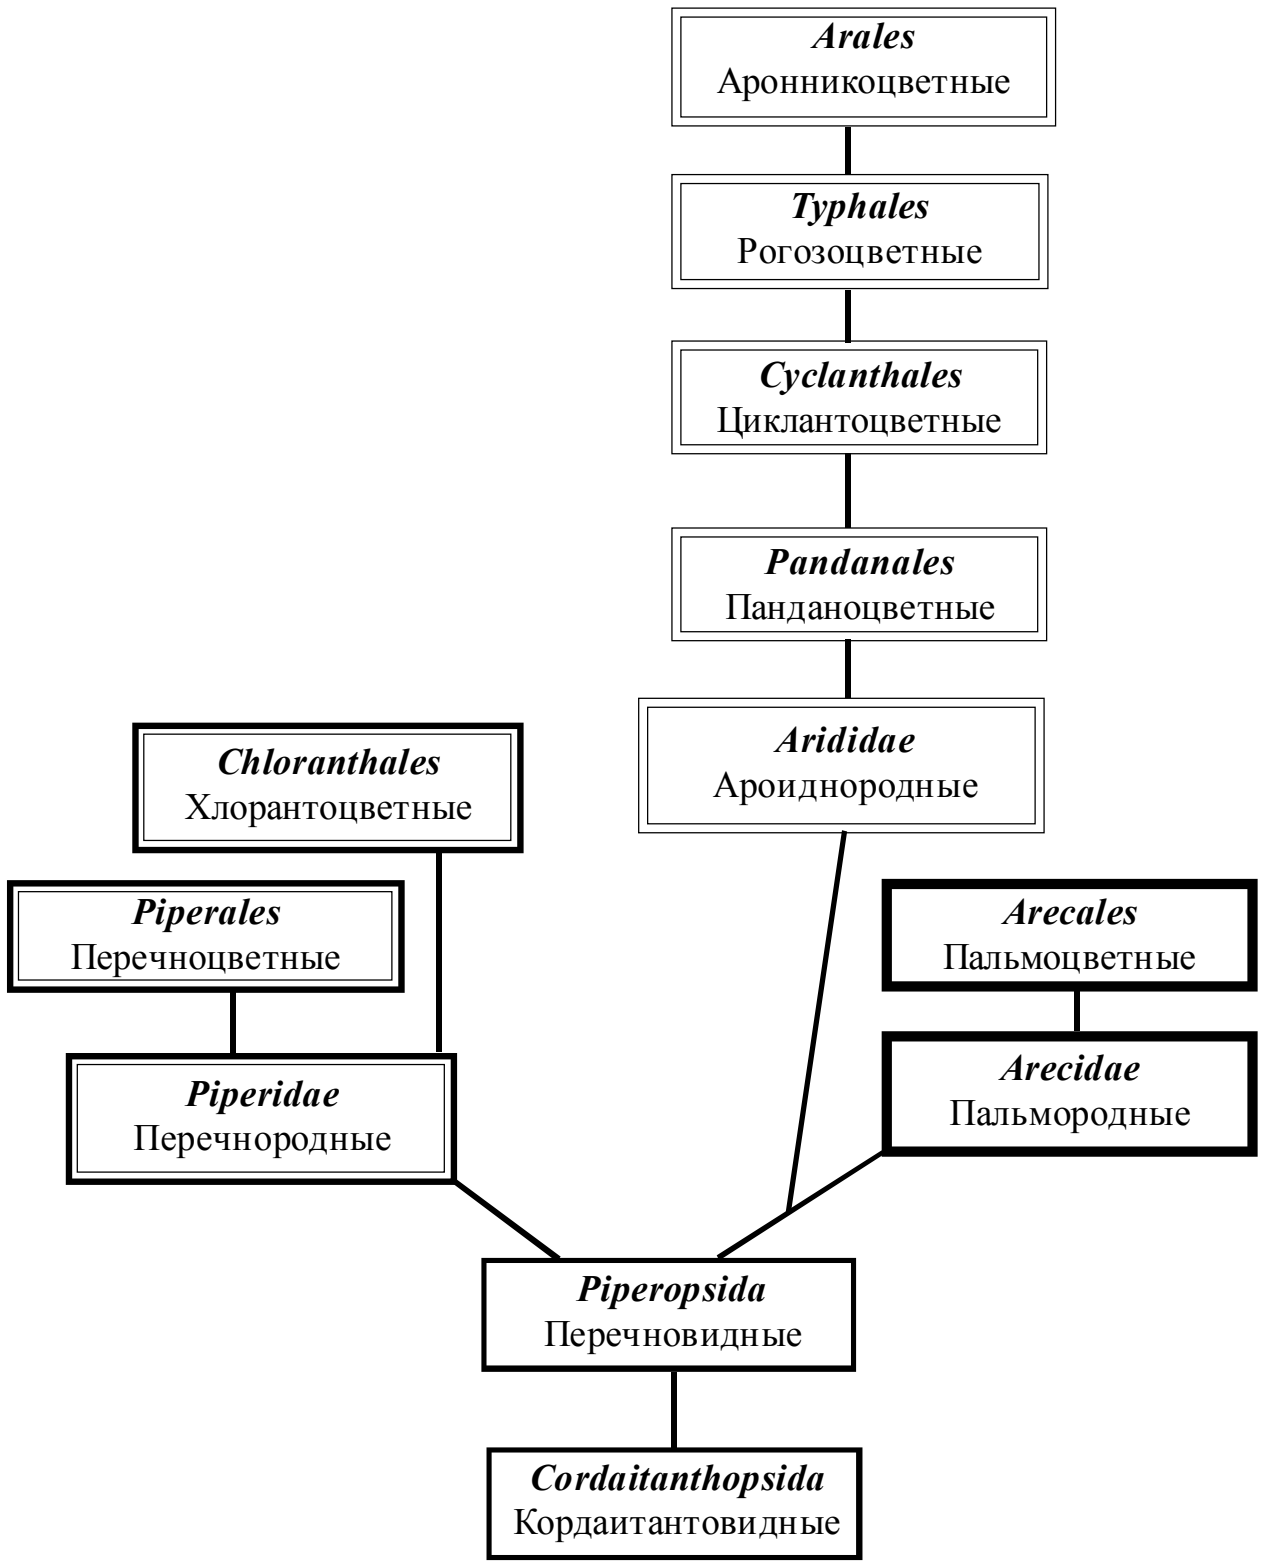 Arales
Аронникоцветные
Typhales
Рогозоцветные
Cyclanthales
Циклантоцветные
Pandanales
Панданоцветные
Arididae
Ароиднородные
Chloranthales
Хлорантоцветные
Piperales
Перечноцветные
Arecales
Пальмоцветные
Piperidae
Перечнородные
Arecidae
Пальмородные
Piperopsida
Перечновидные
Cordaitanthopsida
Кордаитантовидные